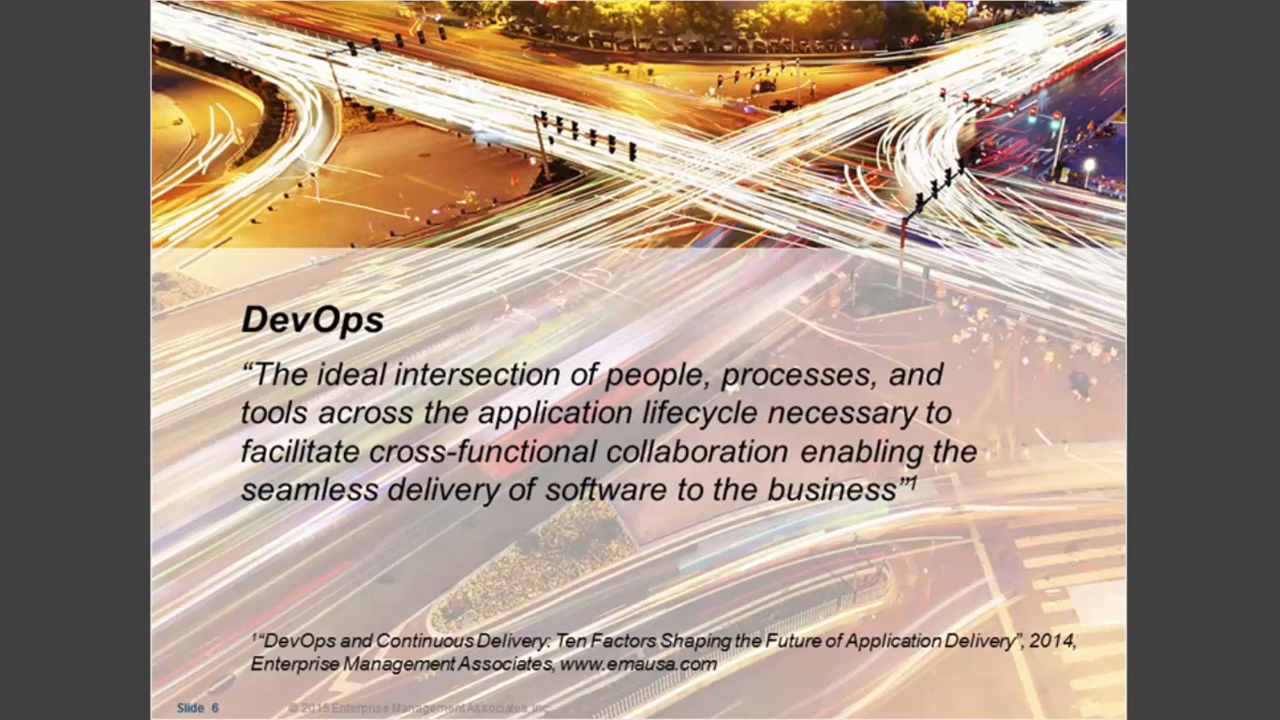 DevOps
“The ideal intersection of people, processes, and
tools across the application lifecycle necessary to
facilitate cross-functional collaboration enabling the
seamless delivery of software to the business”1
1“DevOps and Continuous Delivery: Ten Factors Shaping the Future of Application Delivery”, 2014,
Enterprise Management Associates, www.emausa.com
Slide 6
© 2015 Enterprise Management Associates, Inc.